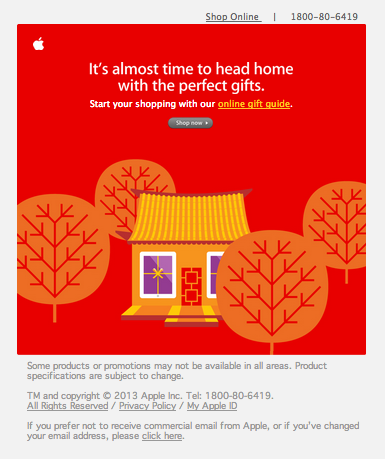 Shop Online | 1800-80-6419
It's almost time to head home
with the perfect gifts.
Start your shopping with our online gift guide.
Shop now
Some products or promotions may not be available in all areas. Product
specifications are subject to change.
TM and copyright © 2013 Apple Inc. Tel: 1800-80-6419.
All Rights Reserved / Privacy Policy / My Apple ID
If you prefer not to receive commercial email from Apple, or if you've changed
your email address, please click here.